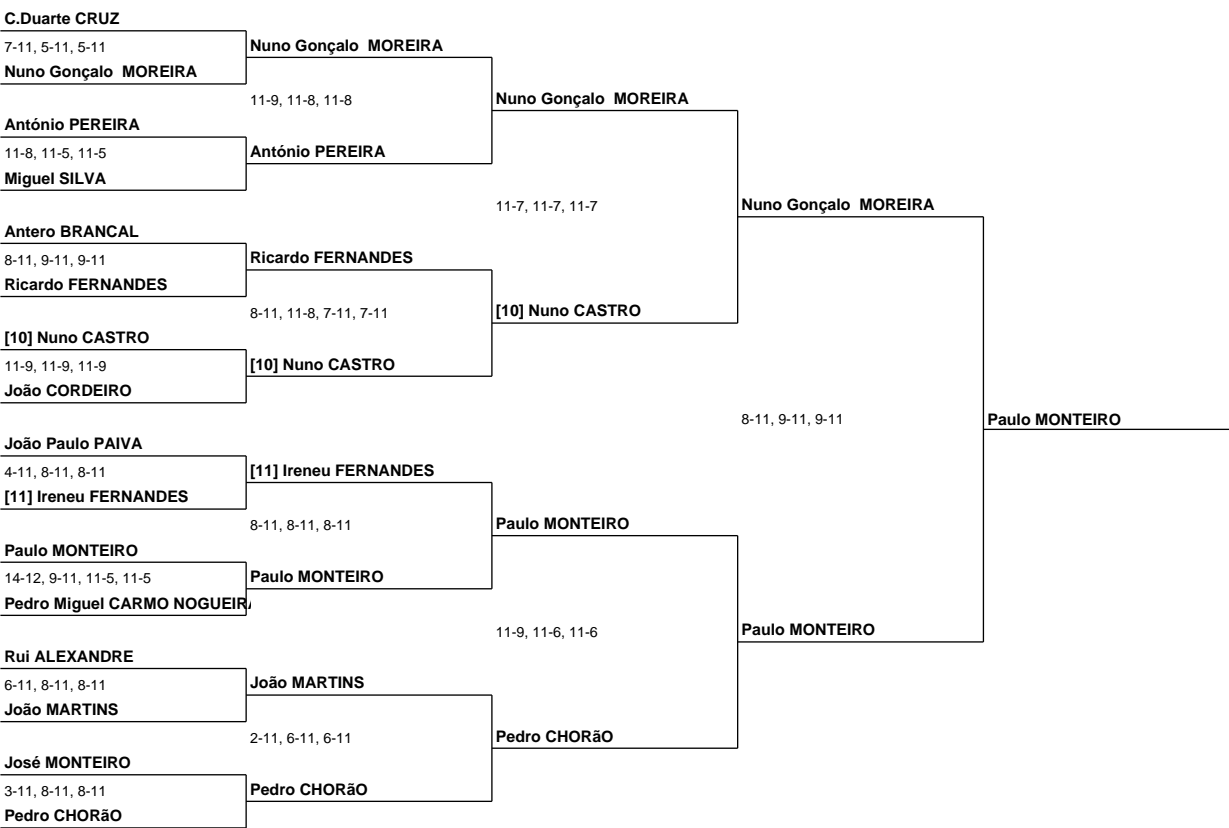 C.Duarte CRUZ
7-11, 5-11, 5-11
Nuno Gonçalo MOREIRA
António PEREIRA
11-8, 11-5, 11-5
Miguel SILVA
Antero BRANCAL
8-11, 9-11, 9-11
Ricardo FERNANDES
[10] Nuno CASTRO
11-9, 11-9, 11-9
João CORDEIRO
João Paulo PAIVA
4-11, 8-11, 8-11
[11] Ireneu FERNANDES
Paulo MONTEIRO
14-12, 9-11, 11-5, 11-5
Pedro Miguel CARMO NOGUEIR
Rui ALEXANDRE
6-11, 8-11, 8-11
João MARTINS
José MONTEIRO
3-11, 8-11, 8-11
Pedro CHORãO
Nuno Gonçalo MOREIRA
11-9, 11-8, 11-8
António PEREIRA
Ricardo FERNANDES
8-11, 11-8, 7-11, 7-11
[10] Nuno CASTRO
[11] Ireneu FERNANDES
8-11, 8-11, 8-11
Paulo MONTEIRO
João MARTINS
2-11, 6-11, 6-11
Pedro CHORãO
Nuno Gonçalo MOREIRA
11-7, 11-7, 11-7
[10] Nuno CASTRO
Paulo MONTEIRO
11-9, 11-6, 11-6
Pedro CHORãO
Nuno Gonçalo MOREIRA
8-11, 9-11, 9-11
Paulo MONTEIRO
Paulo MONTEIRO